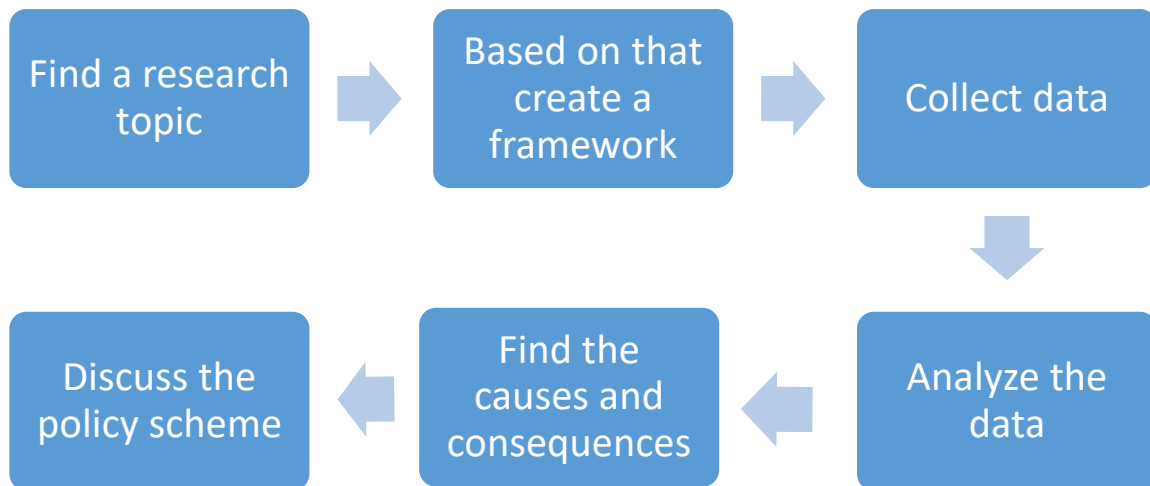 Find a research
topic
Based on that
create a
framework
Collect data
Analyze the
data
Find the
causes and
consequences
Discuss the
policy scheme